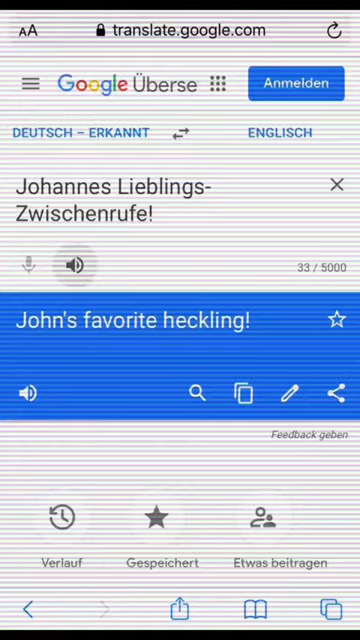 AA translate.google.com
Google Überse Anmelden
DEUTSCH – ERKANNT ENGLISCH
Johannes Lieblings-
Zwischenrufe!
33 / 5000
John's favorite heckling!
Feedback geben
Verlauf Gespeichert Etwas beitragen